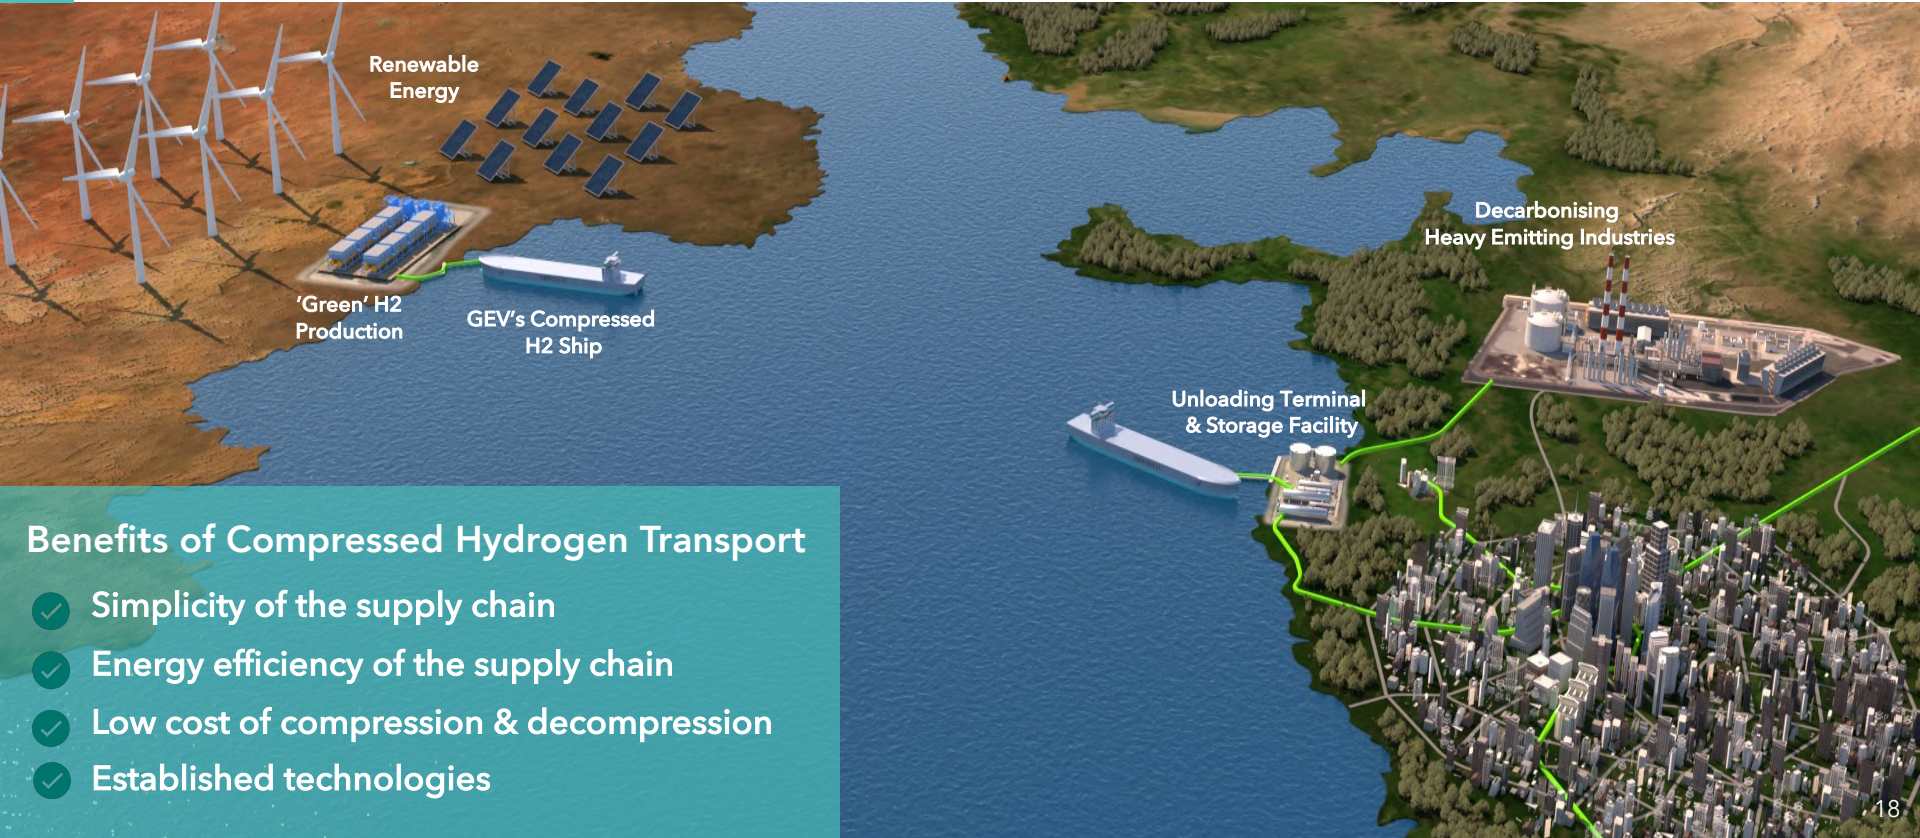 Renewable
Energy
'Green' H2
Production
GEV's Compressed
H2 Ship
Decarbonising
Heavy Emitting Industries
Unloading Terminal
& Storage Facility
Benefits of Compressed Hydrogen Transport
Simplicity of the supply chain
Energy efficiency of the supply chain
Low cost of compression & decompression
Established technologies
18